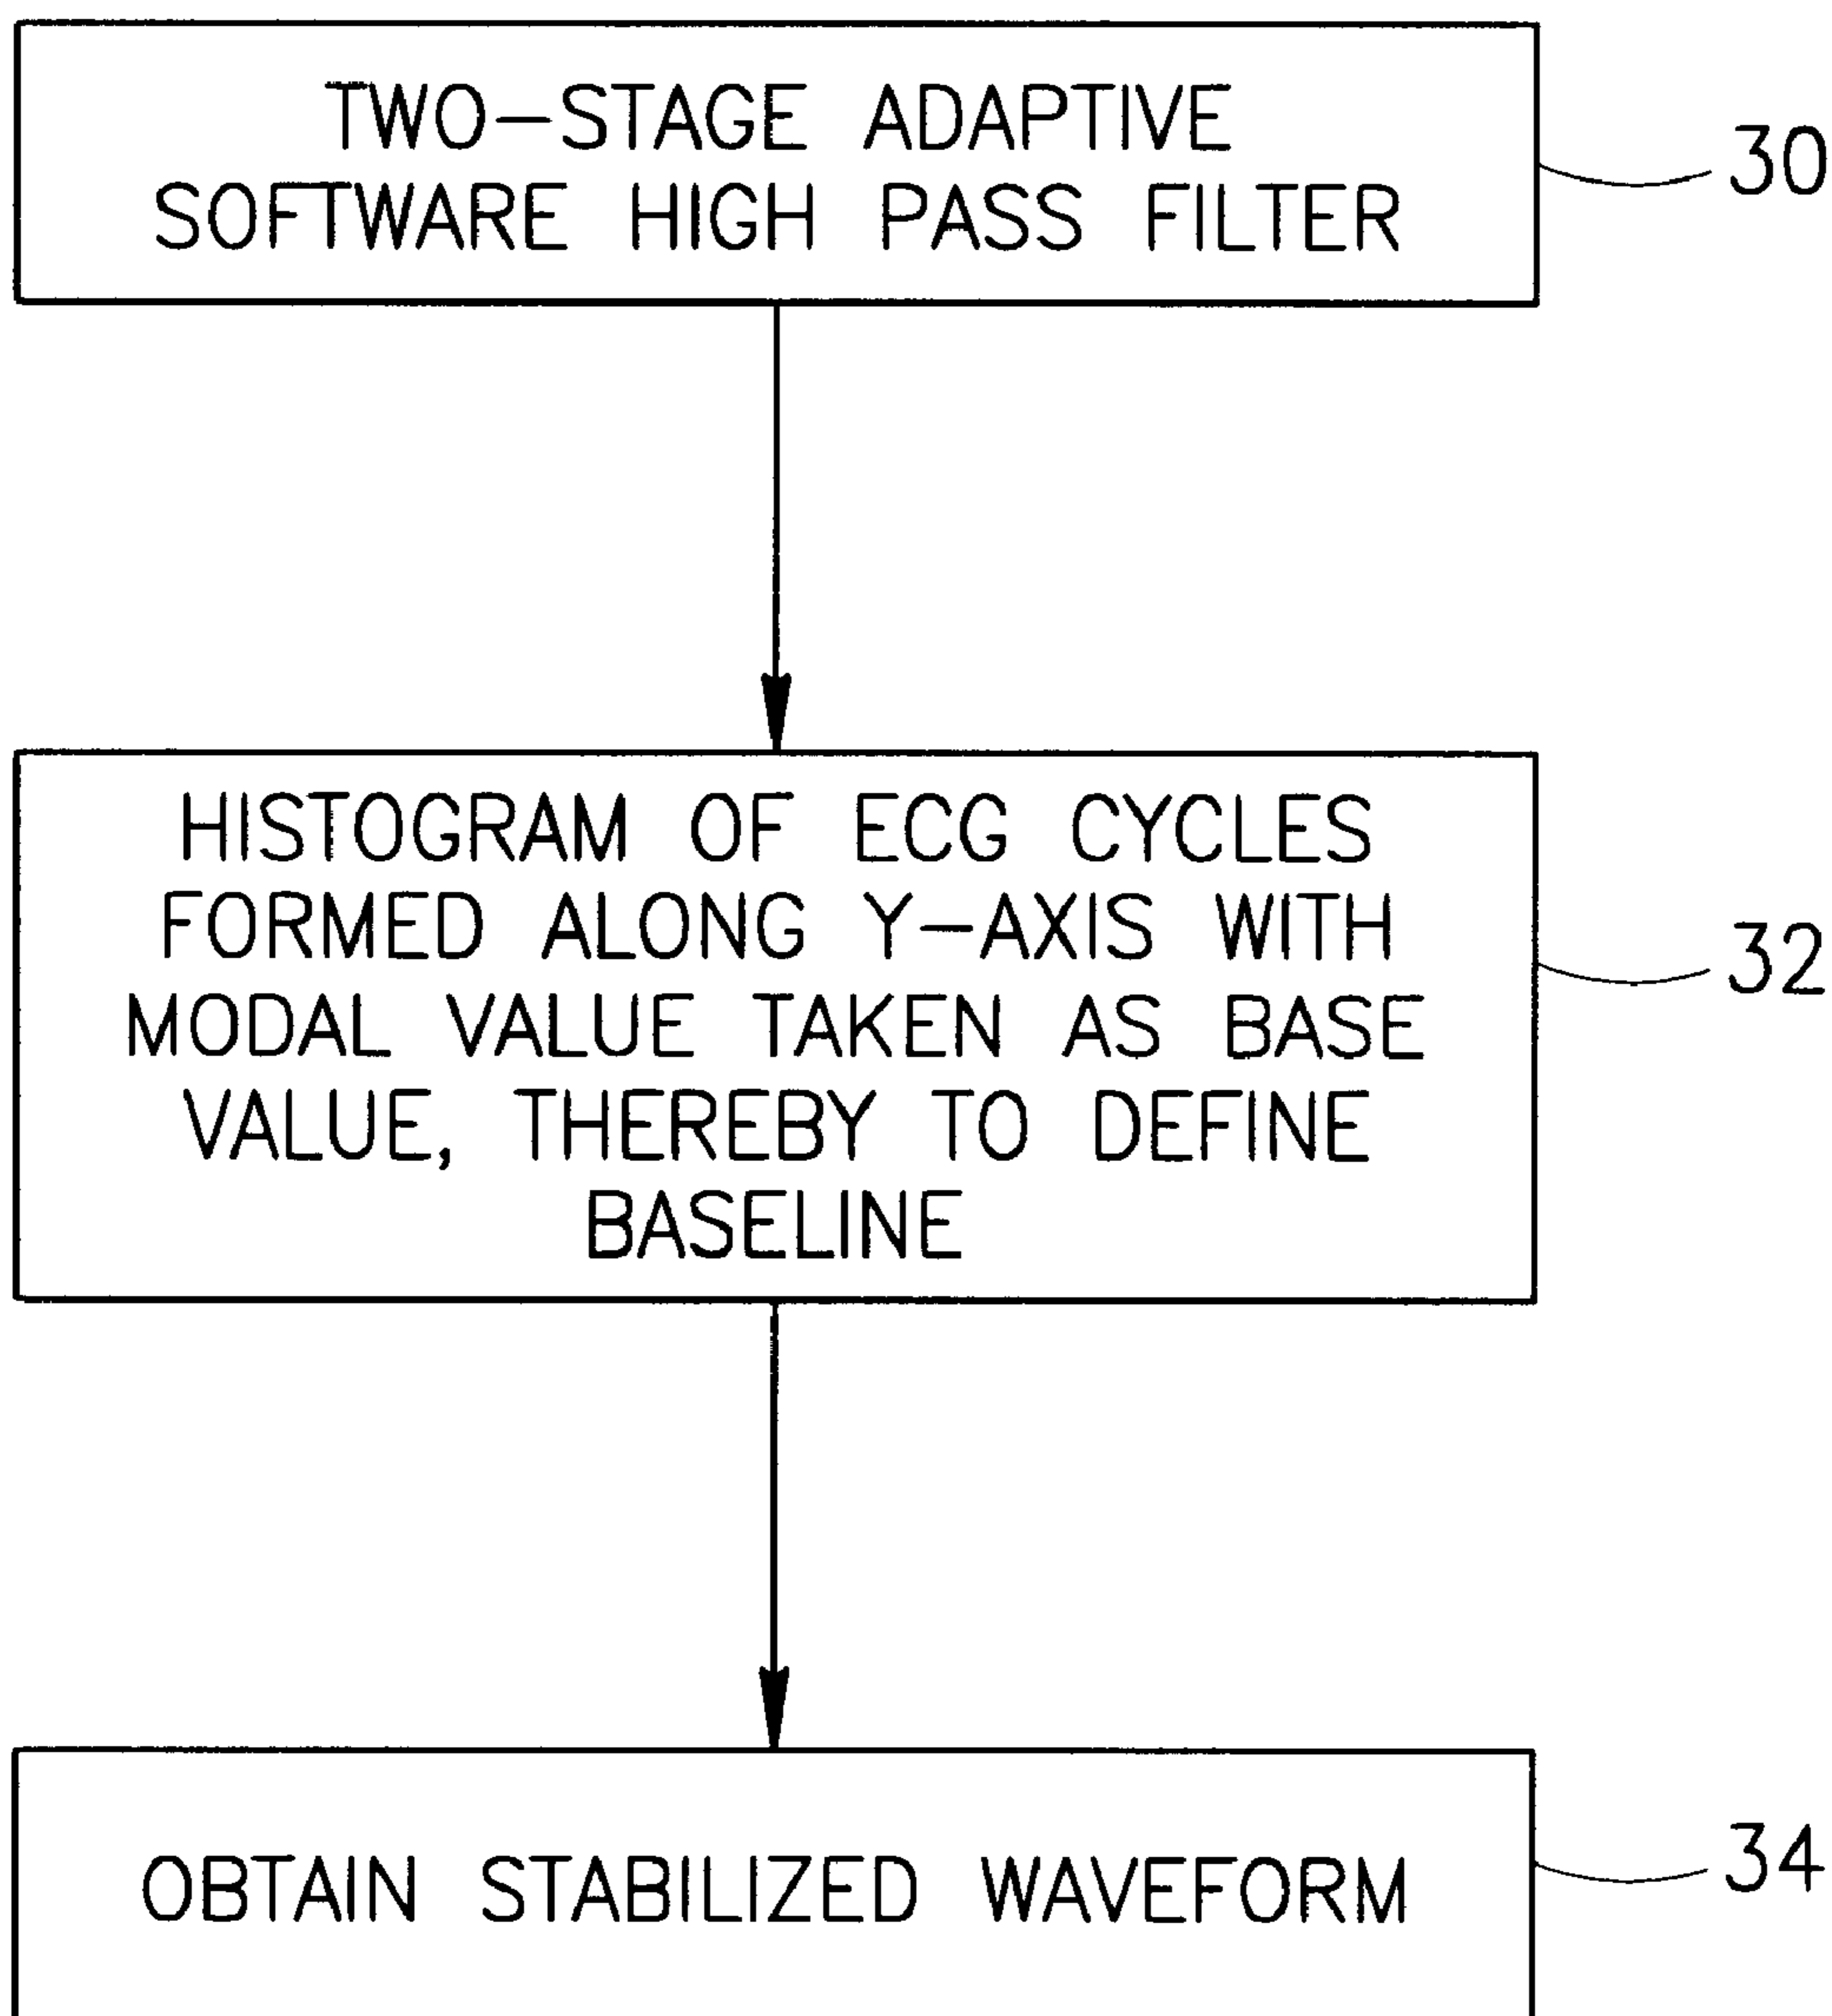 TWO-STAGE ADAPTIVE
SOFTWARE HIGH PASS FILTER
30
HISTOGRAM OF ECG CYCLES
FORMED ALONG Y-AXIS WITH
MODAL VALUE TAKEN AS BASE
VALUE, THEREBY TO DEFINE
BASELINE
32
OBTAIN STABILIZED WAVEFORM
34